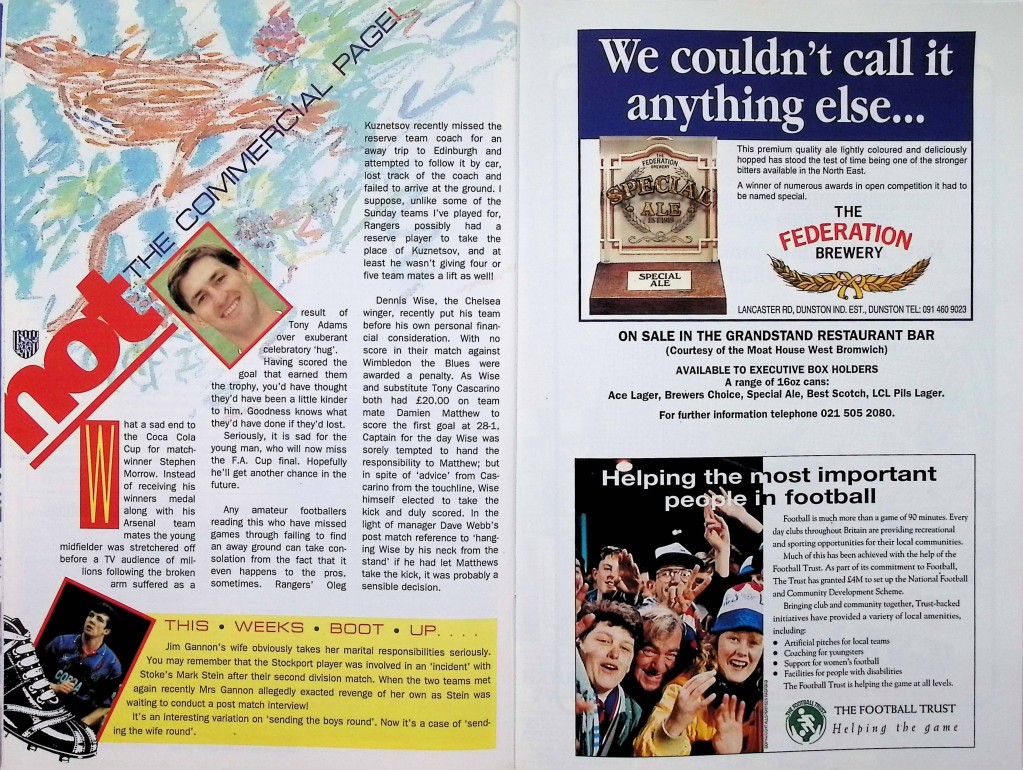 not THE COMMERCIAL PAGE!
What a sad end to
the Coca Cola
Cup for match-
winner Stephen
Morrow. Instead
of receiving his
winners medal
along with his
Arsenal team
mates the young
midfielder was stretchered off
before a TV audience of mil-
lions following the broken
arm suffered as a
result of
Tony Adams
over exuberant
celebratory 'hug'.
Having scored the
goal that earned them
the trophy, you'd have thought
they'd have been a little kinder
to him. Goodness knows what
they'd have done if they'd lost.
Seriously, it is sad for the
young man, who will now miss
the F.A. Cup final. Hopefully
he'll get another chance in the
future.
Any amateur footballers
reading this who have missed
games through failing to find
an away ground can take con-
solation from the fact that it
even happens to the pros.
sometimes. Rangers' Oleg
Kuznetsov recently missed the
reserve team coach for an
away trip to Edinburgh and
attempted to follow it by car,
lost track of the coach and
failed to arrive at the ground. I
suppose, unlike some of the
Sunday teams I've played for,
Rangers possibly had a
reserve player to take the
place of Kuznetsov, and at
least he wasn't giving four or
five team mates a lift as well!
Dennis Wise, the Chelsea
winger, recently put his team
before his own personal finan-
cial consideration. With no
score in their match against
Wimbledon the Blues were
awarded a penalty. As Wise
and substitute Tony Cascarino
both had £20.00 on team
mate Damien Matthew to
score the first goal at 28-1,
Captain for the day Wise was
sorely tempted to hand the
responsibility to Matthew; but
in spite of 'advice' from Cas-
carino from the touchline, Wise
himself elected to take the
kick and duly scored. In the
light of manager Dave Webb's
post match reference to 'hang-
ing Wise by his neck from the
stand' if he had let Matthews
take the kick, it was probably a
sensible decision.
THIS • WEEKS • BOOT • UP. . . .
Jim Gannon's wife obviously takes her marital responsibilities seriously.
You may remember that the Stockport player was involved in an 'incident' with
Stoke's Mark Stein after their second division match. When the two teams met
again recently Mrs Gannon allegedly exacted revenge of her own as Stein was
waiting to conduct a post match interview!
It's an interesting variation on 'sending the boys round'. Now it's a case of 'send-
ing the wife round'.
We couldn't call it
anything else...
THE
FEDERATION
BREWERY
SPECIAL
ALE
SPECIAL
ALE
This premium quality ale lightly coloured and deliciously
hopped has stood the test of time being one of the stronger
bitters available in the North East.
A winner of numerous awards in open competition it had to
be named special.
THE
FEDERATION
BREWERY
LANCASTER RD, DUNSTON IND. EST., DUNSTON TEL: 091 460 9023
ON SALE IN THE GRANDSTAND RESTAURANT BAR
(Courtesy of the Moat House West Bromwich)
AVAILABLE TO EXECUTIVE BOX HOLDERS
A range of 16oz cans:
Ace Lager, Brewers Choice, Special Ale, Best Scotch, LCL Pils Lager.
For further information telephone 021 505 2080.
Helping the most important
people in football
Football is much more than a game of 90 minutes. Every
day clubs throughout Britain are providing recreational
and sporting opportunities for their local communities.
Much of this has been achieved with the help of the
Football Trust. As part of its commitment to Football,
The Trust has granted £4M to set up the National Football
and Community Development Scheme.
Bringing club and community together, Trust-backed
initiatives have provided a variety of local amenities,
including:
• Artificial pitches for local teams
• Coaching for youngsters
• Support for women's football
• Facilities for people with disabilities
The Football Trust is helping the game at all levels.
THE FOOTBALL TRUST
Helping the game